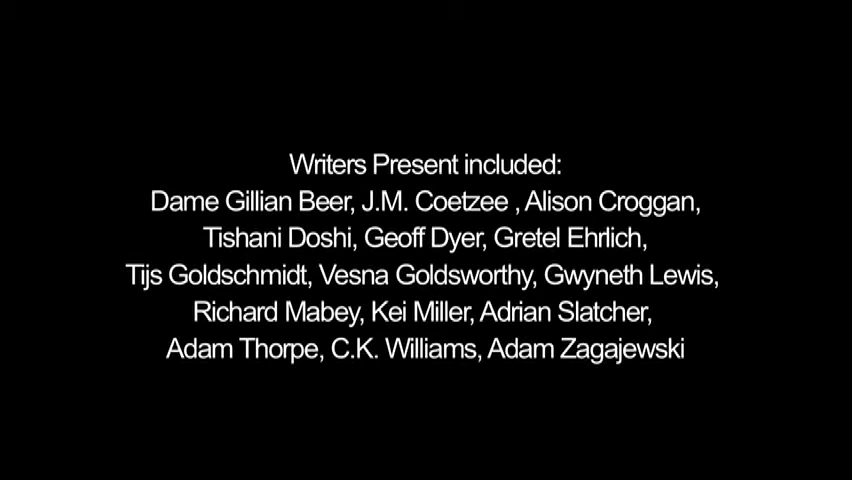 Writers Present included:
Dame Gillian Beer, J.M. Coetzee , Alison Croggan,
Tishani Doshi, Geoff Dyer, Gretel Ehrlich,
Tijs Goldschmidt, Vesna Goldsworthy, Gwyneth Lewis,
Richard Mabey, Kei Miller, Adrian Slatcher,
Adam Thorpe, C.K. Williams, Adam Zagajewski